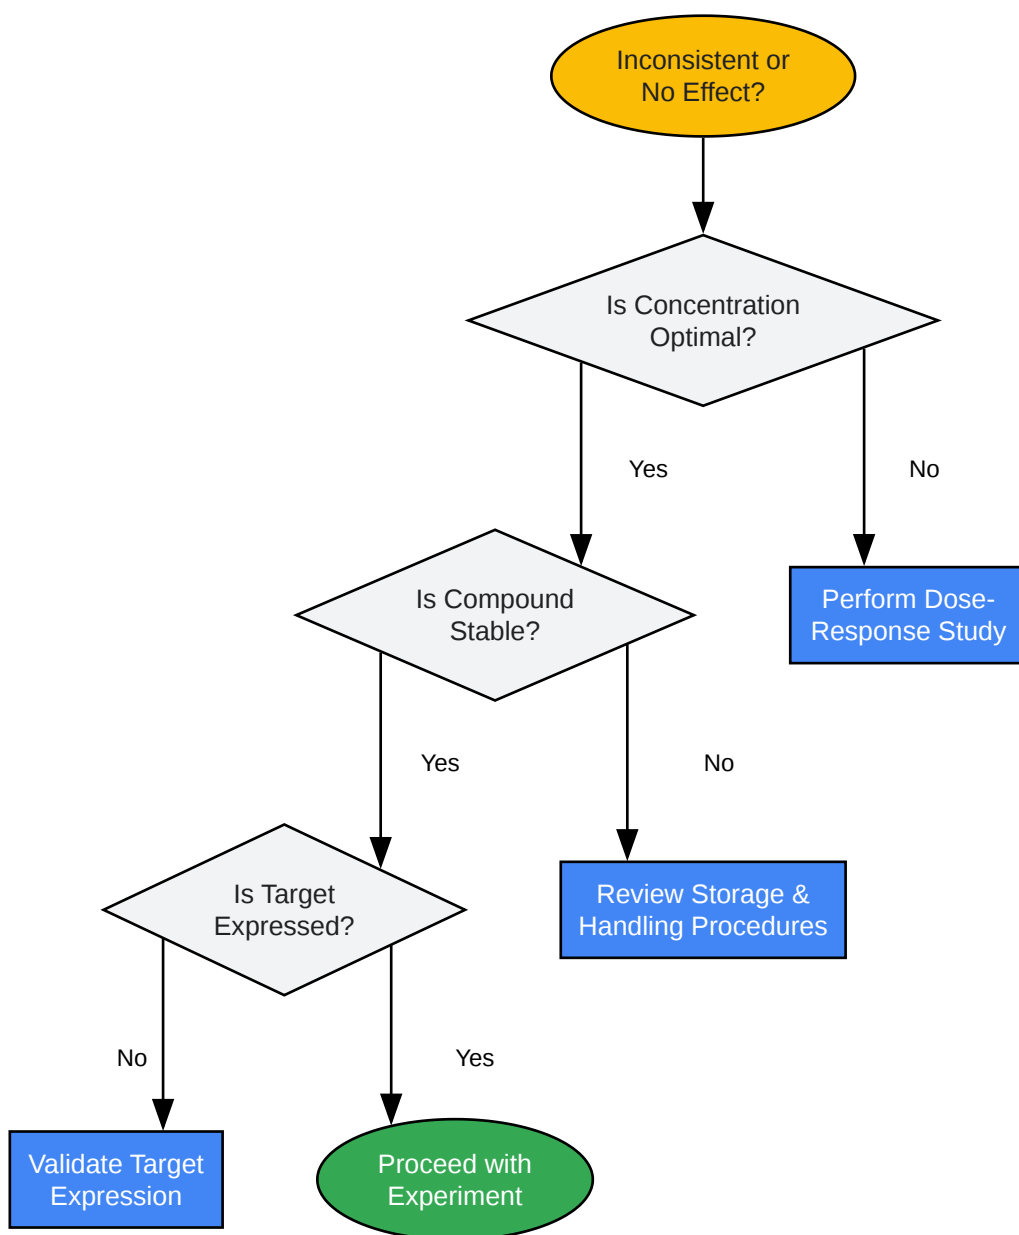 Inconsistent or
No Effect?
Is Concentration
Optimal?
Yes
No
Is Compound
Stable?
Perform Dose-
Response Study
Yes
No
Is Target
Expressed?
Review Storage &
Handling Procedures
No
Yes
Validate Target
Expression
Proceed with
Experiment